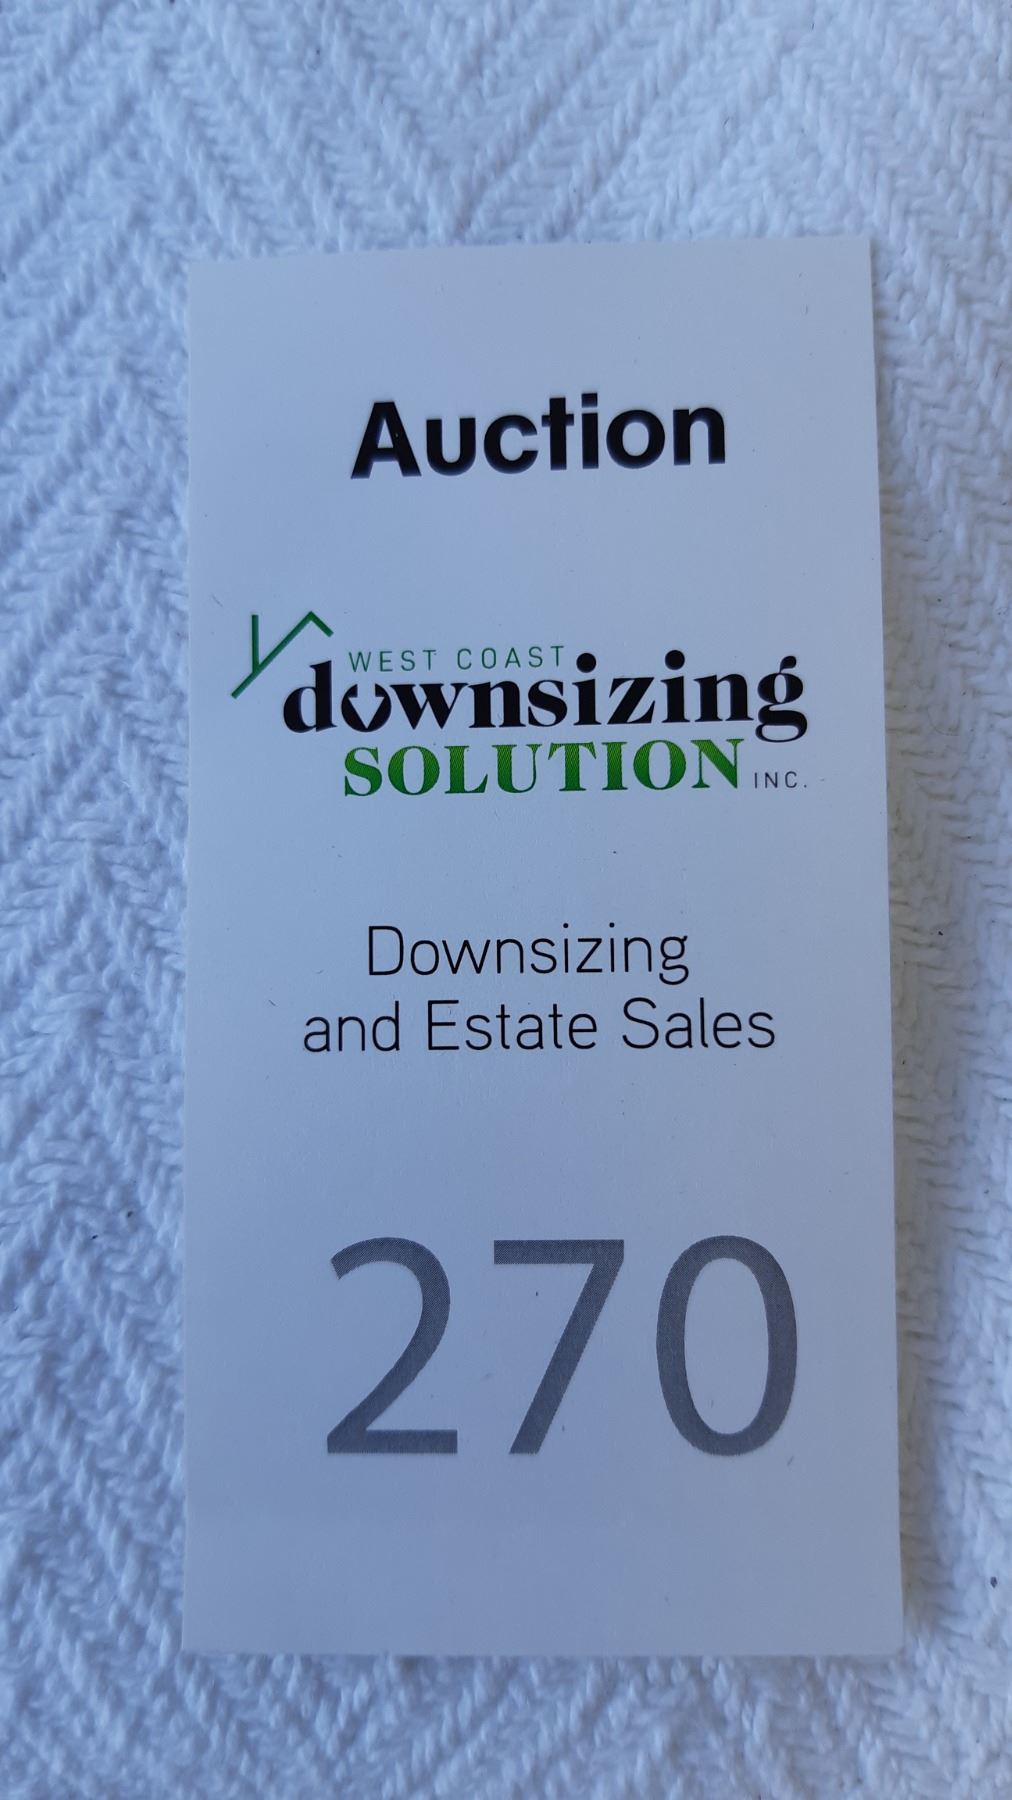 Auction
WEST COAST
downsizing
SOLUTION INC.
Downsizing
and Estate Sales
270